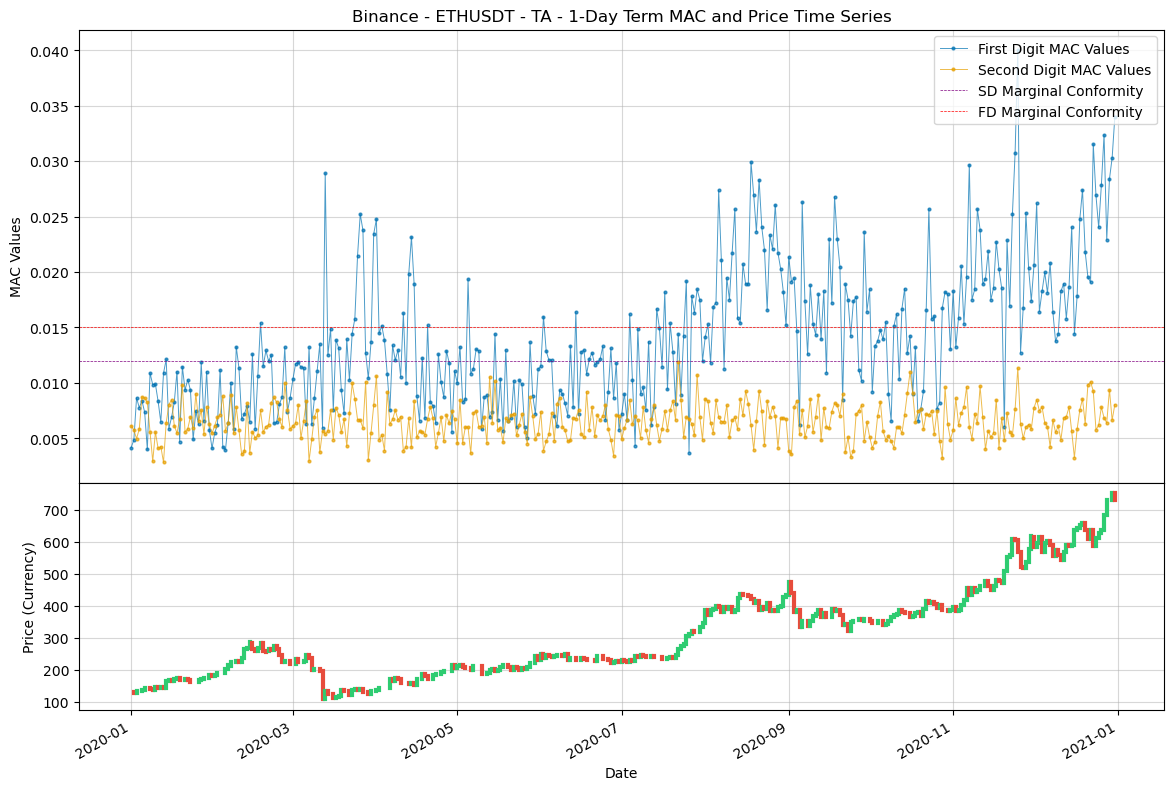 Binance - ETHUSDT - TA - 1-Day Term MAC and Price Time Series
First Digit MAC Values
Second Digit MAC Values
SD Marginal Conformity
FD Marginal Conformity
MAC Values
0.040
0.035
0.030
0.025
0.020
0.015
0.010
0.005
Price (Currency)
700
600
500
400
300
200
100
2020-01
2020-03
2020-05
2020-07
2020-09
2020-11
2021-01
Date